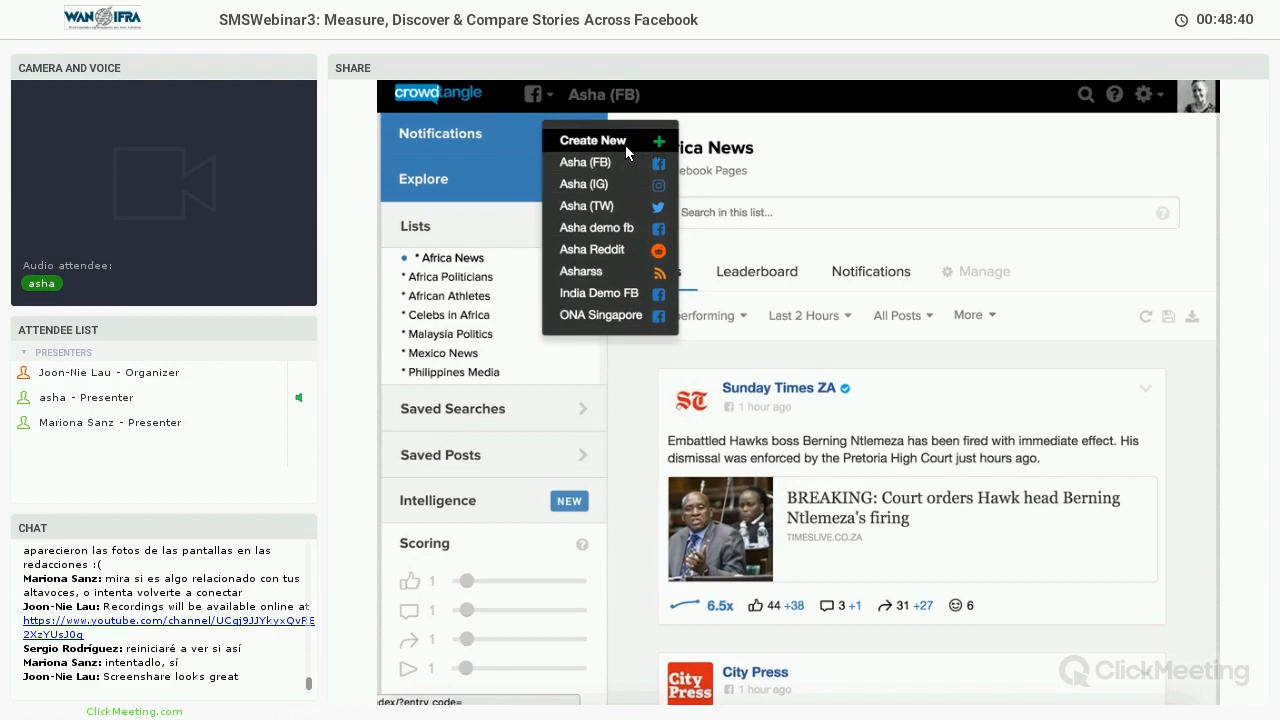 WAN IFRA
SMSWebinar3: Measure, Discover & Compare Stories Across Facebook
00:48:40
CAMERA AND VOICE
Audio attendee:
asha
ATTENDEE LIST
PRESENTERS
Joon-Nie Lau - Organizer
asha - Presenter
Mariona Sanz - Presenter
CHAT
aparecieron las fotos de las pantallas en las
redacciones :(
Mariona Sanz: mira si es algo relacionado con tus
altavoces, o intenta volverte a conectar
Joon-Nie Lau: Recordings will be available online at
Sergio Rodríguez: reiniciaré a ver si así
Mariona Sanz: intentadlo, sí
Joon-Nie Lau: Screenshare looks great
ClickMeeting.com
SHARE
crowdtangle
Asha (FB)
Notifications
Explore
Lists
* Africa News
* Africa Politicians
* African Athletes
* Celebs in Africa
* Malaysia Politics
* Mexico News
* Philippines Media
Saved Searches
Saved Posts
Intelligence NEW
Scoring
1
1
1
1
dex/?entry_code=
Create New
Asha (FB)
Asha (IG)
Asha (TW)
Asha demo fb
Asha Reddit
Asharss
India Demo FB
ONA Singapore
rica News
ebook Pages
Search in this list...
s Leaderboard Notifications Manage
performing Last 2 Hours All Posts More
ST
Sunday Times ZA
1 hour ago
Embattled Hawks boss Berning Ntlemeza has been fired with immediate effect. His
dismissal was enforced by the Pretoria High Court just hours ago.
BREAKING: Court orders Hawk head Berning
Ntlemeza's firing
TIMESLIVE.CO.ZA
6.5x 44 +38 3 +1 31 +27 6
City Press
City Press
1 hour ago
ClickMeeting